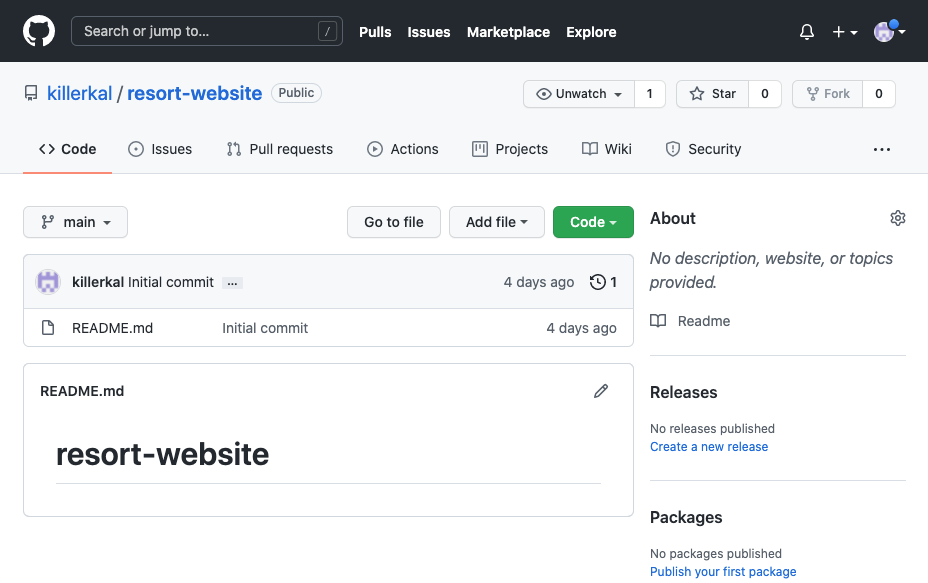 Search or jump to... /
Pulls Issues Marketplace Explore
killerkal / resort-website Public
Unwatch 1 Star 0 Fork 0
Code Issues Pull requests Actions Projects Wiki Security ...
main Go to file Add file Code
killerkal Initial commit ... 4 days ago 1
README.md Initial commit 4 days ago
README.md
resort-website
About
No description, website, or topics
provided.
Readme
Releases
No releases published
Create a new release
Packages
No packages published
Publish your first package